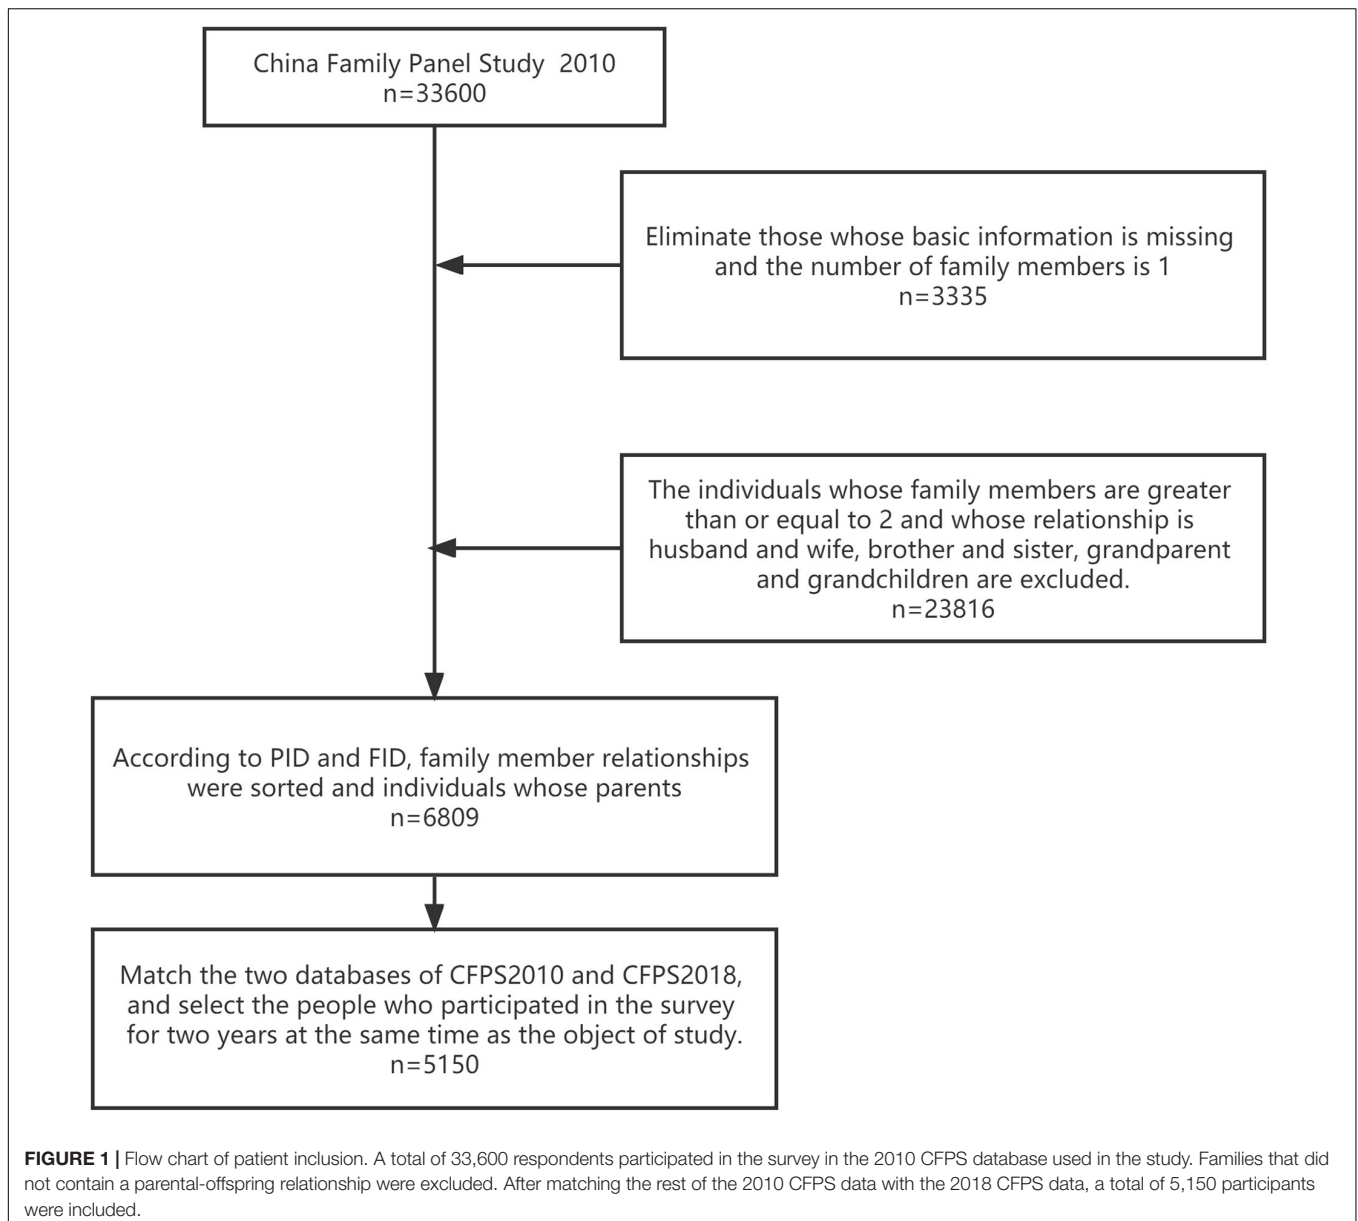 China Family Panel Study  2010
n=33600
Eliminate those whose basic information is missing
and the number of family members is 1
n=3335
The individuals whose family members are greater
than or equal to 2 and whose relationship is
husband and wife, brother and sister, grandparent
and grandchildren are excluded.
n=23816
According to PID and FID, family member relationships
were sorted and individuals whose parents
n=6809
Match the two databases of CFPS2010 and CFPS2018,
and select the people who participated in the survey
for two years at the same time as the object of study.
n=5150
FIGURE 1 | Flow chart of patient inclusion. A total of 33,600 respondents participated in the survey in the 2010 CFPS database used in the study. Families that did
not contain a parental-offspring relationship were excluded. After matching the rest of the 2010 CFPS data with the 2018 CFPS data, a total of 5,150 participants
were included.